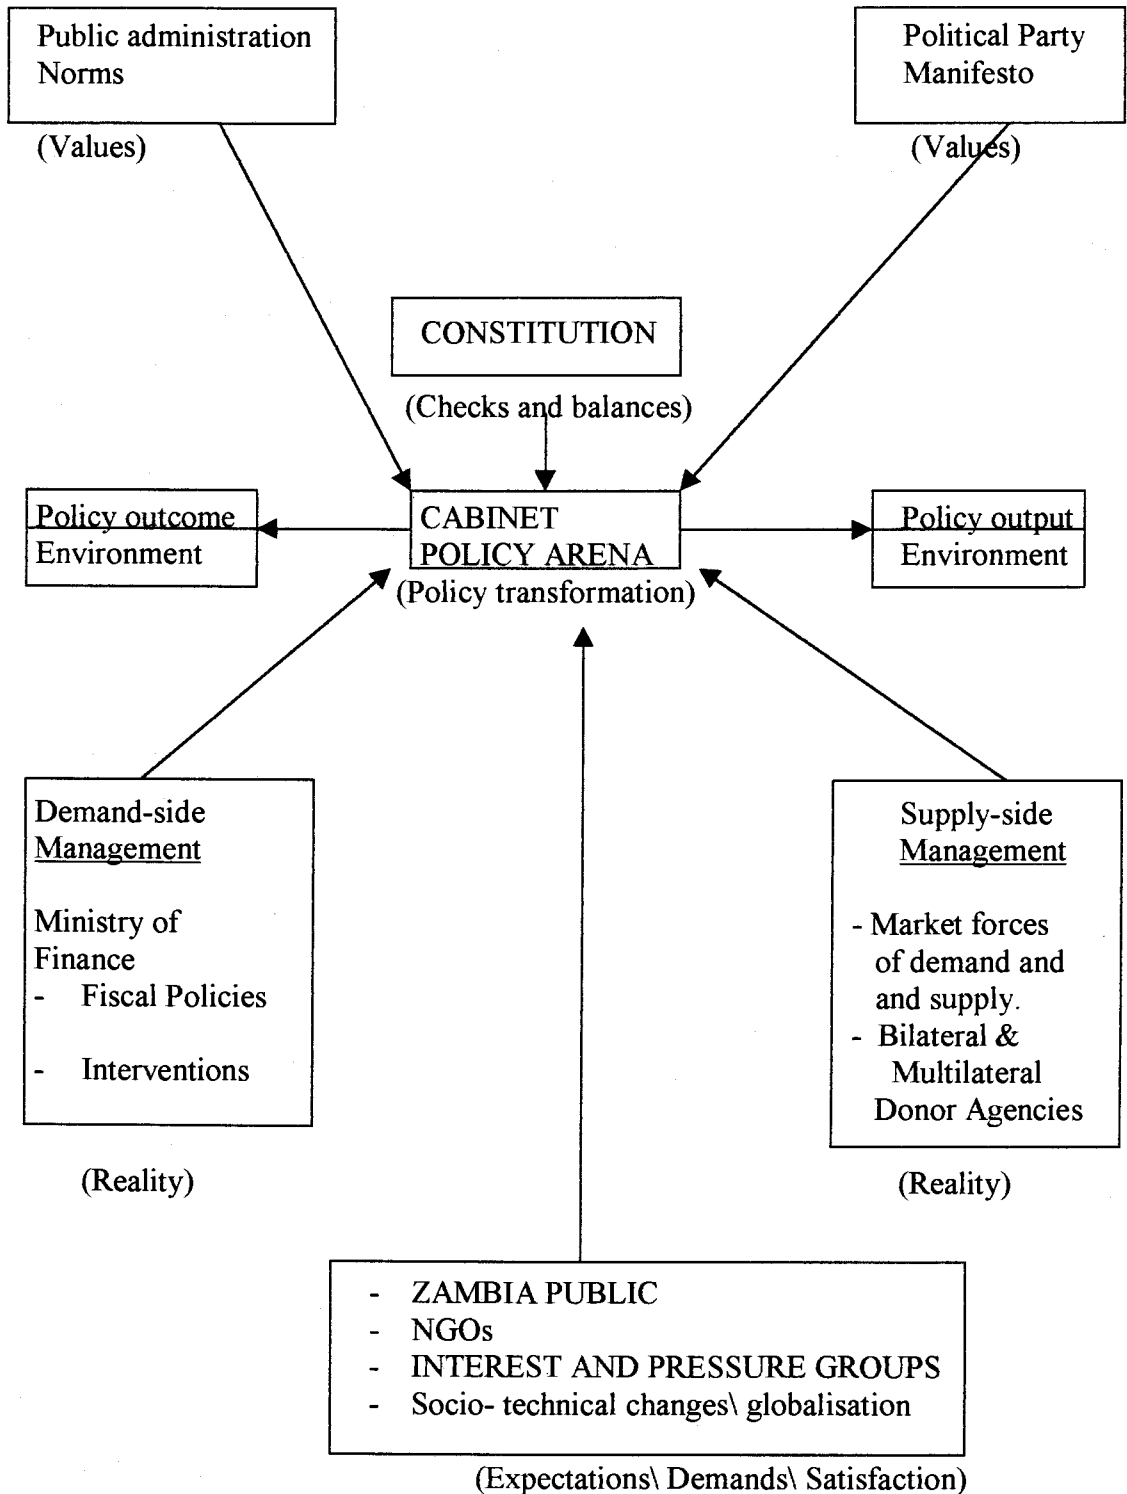 Public administration
Norms
(Values)
Political Party
Manifesto
(Values)
CONSTITUTION
(Checks and balances)
Policy outcome
Environment
CABINET
POLICY ARENA
(Policy transformation)
Policy output
Environment
Demand-side
Management
Ministry of
Finance
- Fiscal Policies
- Interventions
(Reality)
Supply-side
Management
- Market forces
of demand and
and supply.
- Bilateral &
Multilateral
Donor Agencies
(Reality)
- ZAMBIA PUBLIC
- NGOs
- INTEREST AND PRESSURE GROUPS
- Socio- technical changes\ globalisation
(Expectations\ Demands\ Satisfaction)